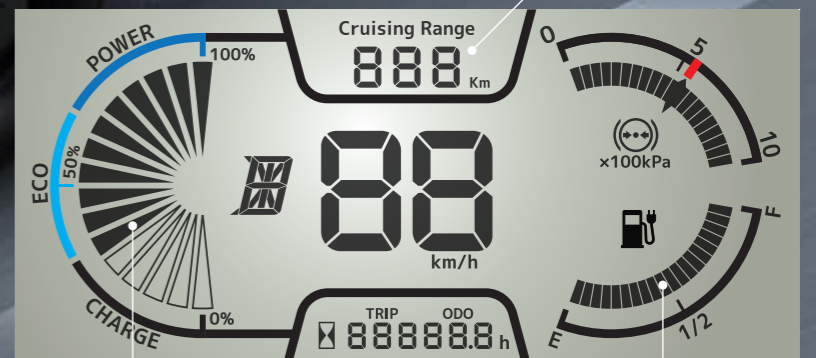 POWER
100%
ECO
50%
CHARGE
0%
Cruising Range
888
Km
88
km/h
TRIP
ODO
88888.8 h
0
5
10
×100kPa
F
1/2
E